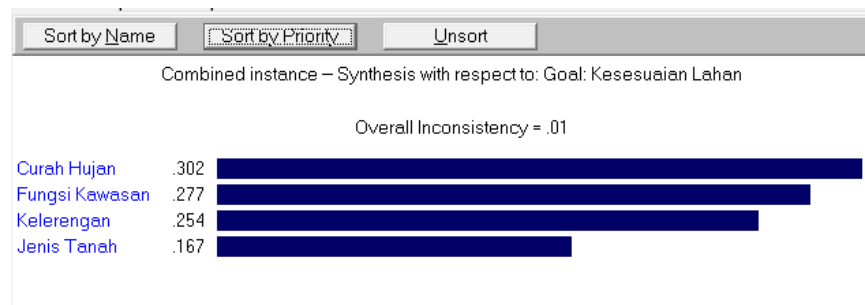 Sort by Name Sort by Priority Unsort
Combined instance – Synthesis with respect to: Goal: Kesesuaian Lahan
Overall Inconsistency = .01
Curah Hujan .302
Fungsi Kawasan .277
Kelerengan .254
Jenis Tanah .167